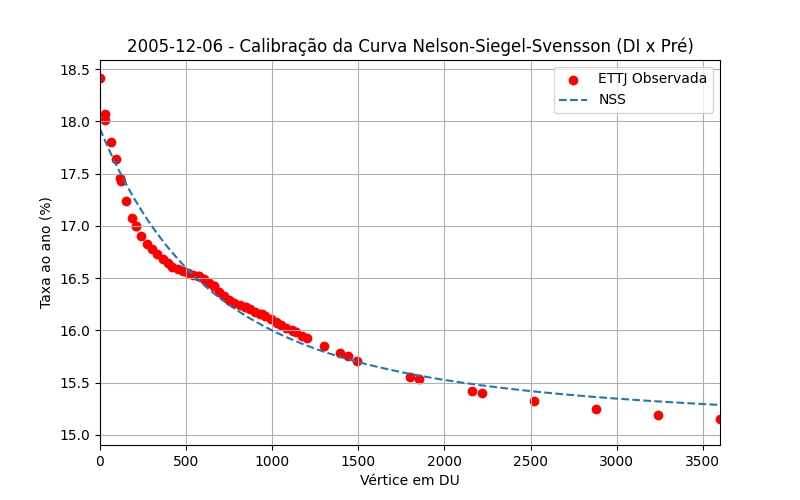 2005-12-06 - Calibração da Curva Nelson-Siegel-Svensson (DI x Pré)
ETTJ Observada
NSS
Taxa ao ano (%)
18.5
18.0
17.5
17.0
16.5
16.0
15.5
15.0
0 500 1000 1500 2000 2500 3000 3500
Vértice em DU